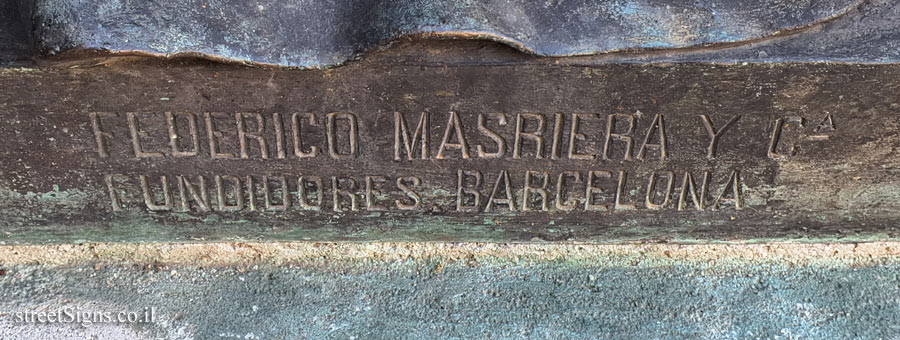 FEDERICO MASRIERA Y Cᴬ
FUNDIDORES BARCELONA
streetSigns.co.il